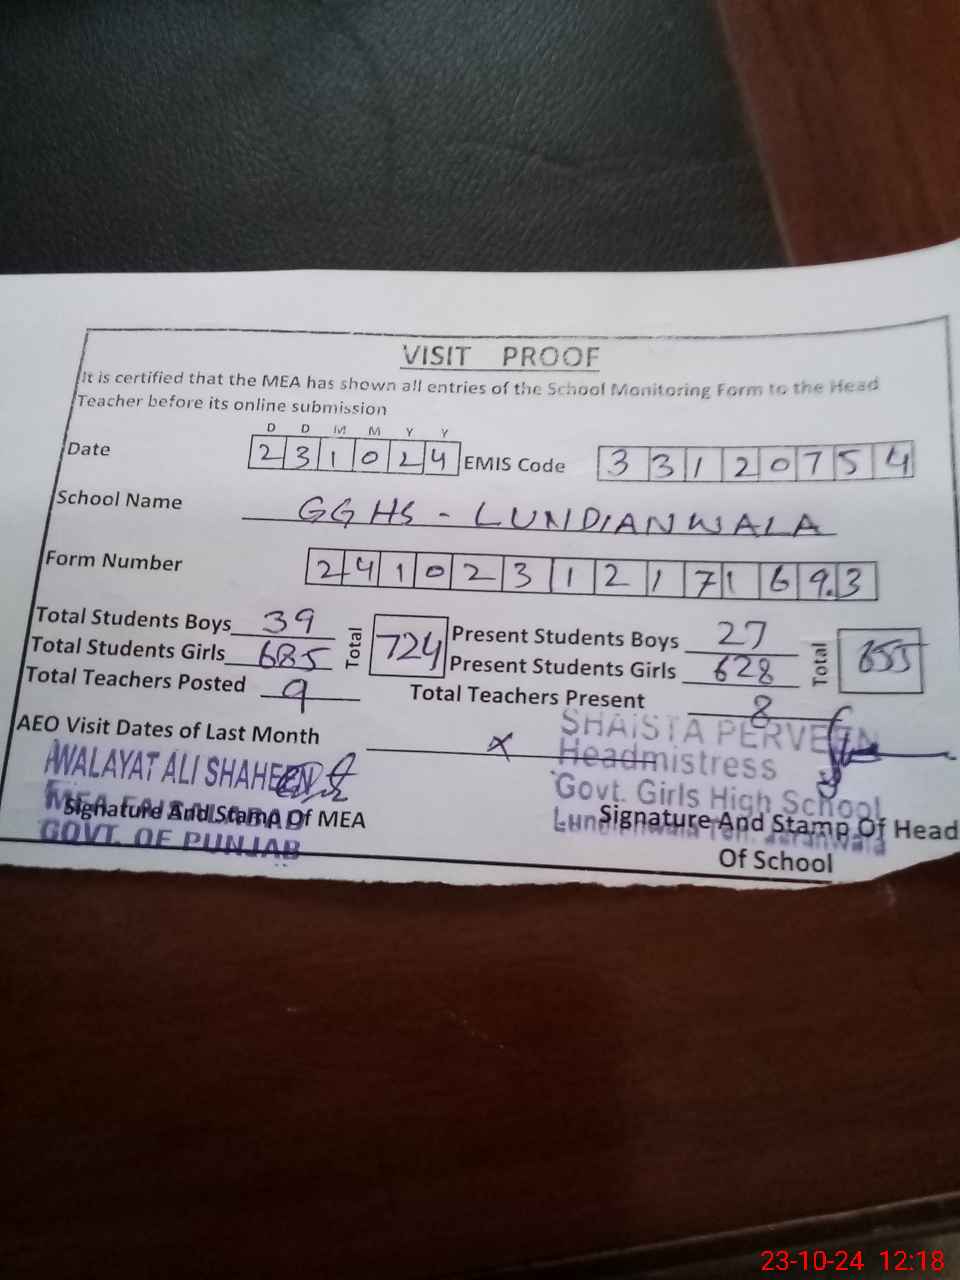 VISIT PROOF
It is certified that the MEA has shown all entries of the School Monitoring Form to the Head
Teacher before its online submission
D D M M Y Y
Date 2 3 1 0 2 4 EMIS Code 3 3 1 2 0 7 5 4
School Name GGHS - LUNDIANWALA
Form Number 2 4 1 0 2 3 1 2 1 7 1 6 9 3
Total Students Boys 39 Total 724 Present Students Boys 27 Total 655
Total Students Girls 685 Present Students Girls 628
Total Teachers Posted 9 Total Teachers Present 8
AEO Visit Dates of Last Month x
SHAISTA PERVEEN
Headmistress
Govt. Girls High School
Lundianwala Teh. Jaranwala
WALAYAT ALI SHAHEEN
MEA FAISALABAD
GOVT. OF PUNJAB
Signature And Stamp Of MEA
Signature And Stamp Of Head
Of School
23-10-24 12:18